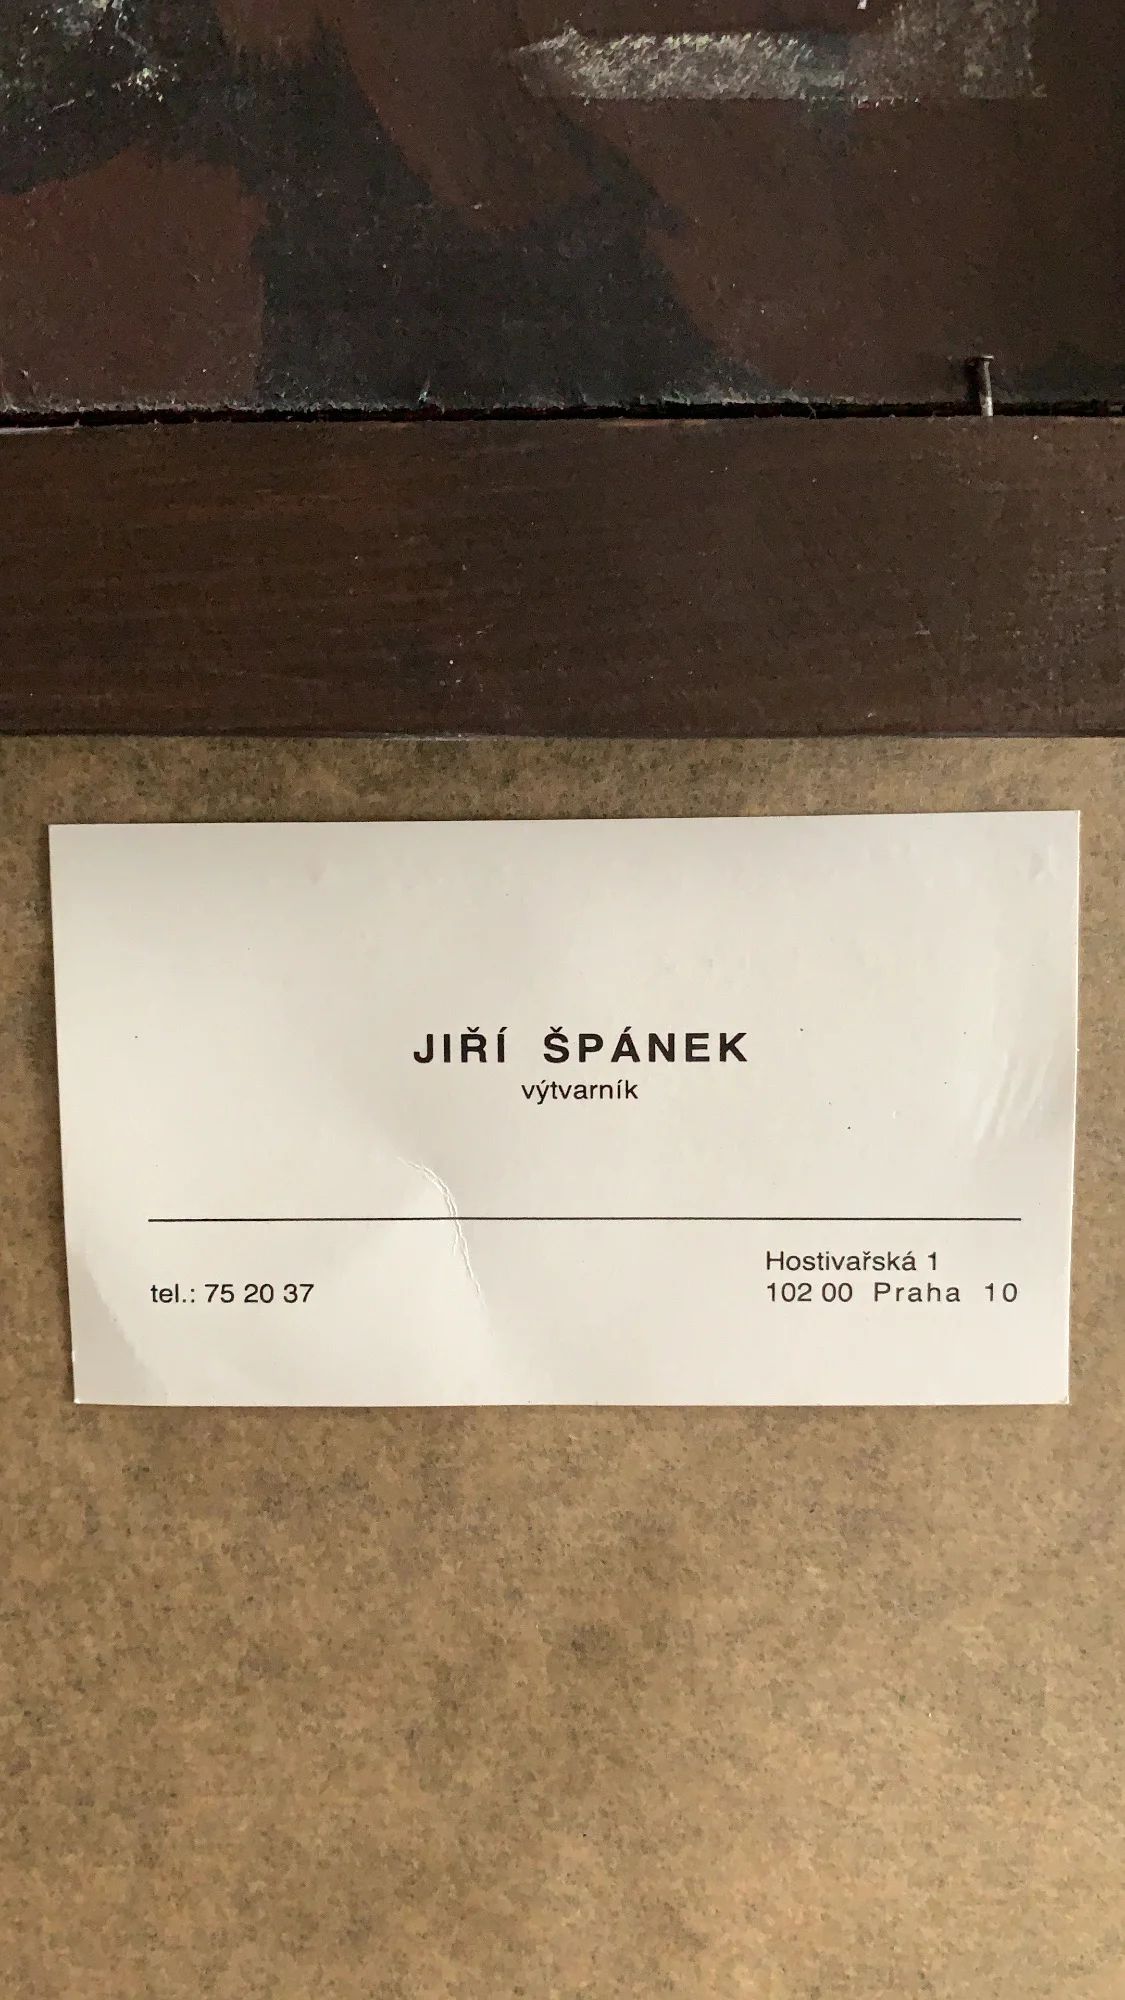 JIŘÍ ŠPÁNEK
výtvarník
tel.: 75 20 37
Hostivařská 1
102 00 Praha 10